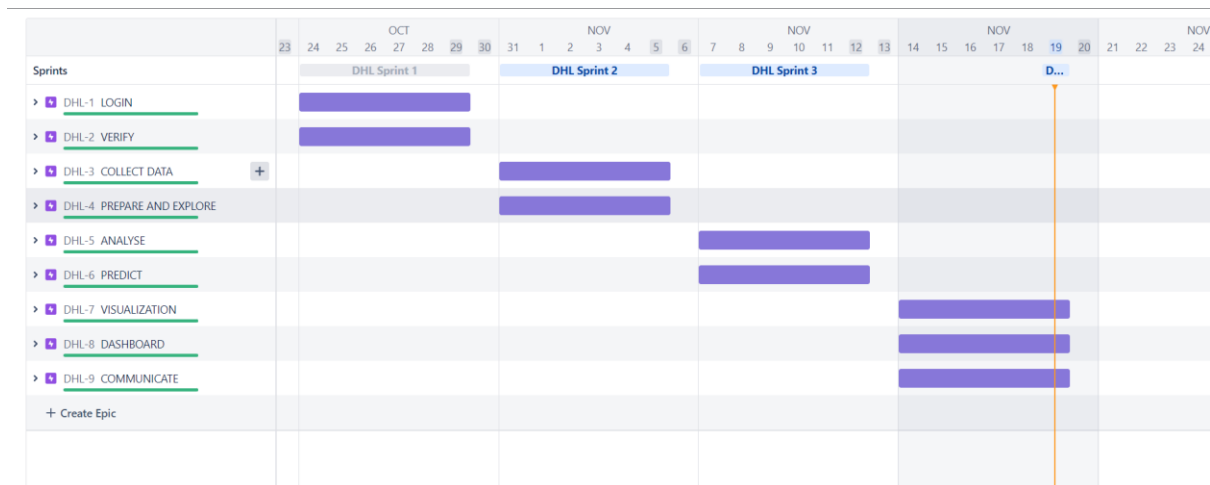 OCT NOV NOV NOV NOV
23 24 25 26 27 28 29 30 31 1 2 3 4 5 6 7 8 9 10 11 12 13 14 15 16 17 18 19 20 21 22 23 24
Sprints DHL Sprint 1 DHL Sprint 2 DHL Sprint 3 D...
DHL-1 LOGIN
DHL-2 VERIFY
DHL-3 COLLECT DATA +
DHL-4 PREPARE AND EXPLORE
DHL-5 ANALYSE
DHL-6 PREDICT
DHL-7 VISUALIZATION
DHL-8 DASHBOARD
DHL-9 COMMUNICATE
+ Create Epic